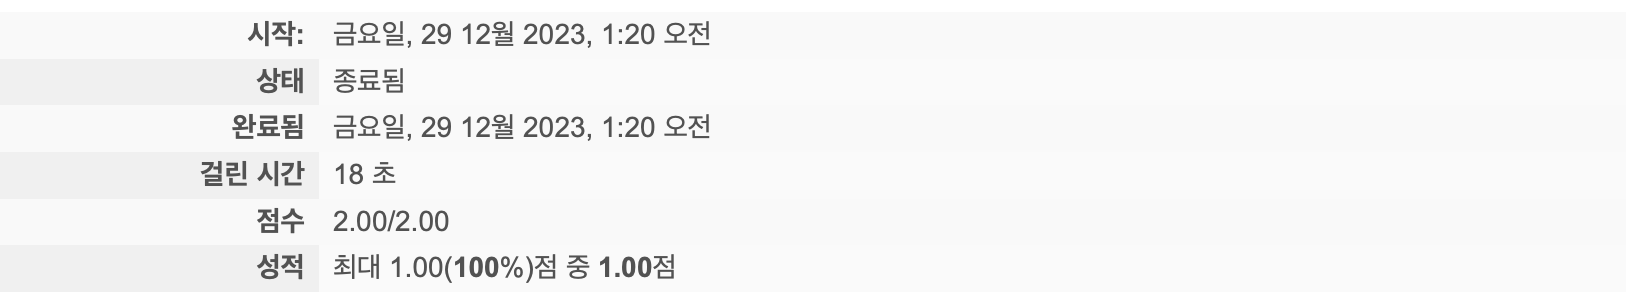 시작: 금요일, 29 12월 2023, 1:20 오전
상태 종료됨
완료됨 금요일, 29 12월 2023, 1:20 오전
걸린 시간 18 초
점수 2.00/2.00
성적 최대 1.00(100%)점 중 1.00점